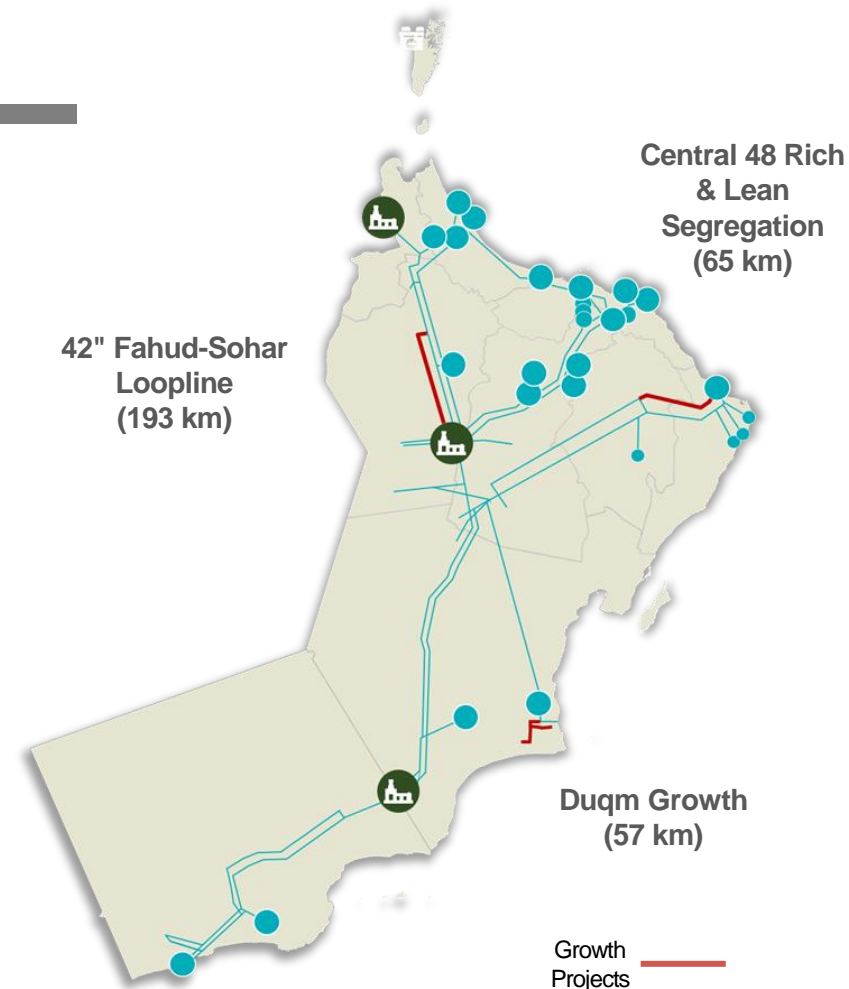 Central 48 Rich
& Lean
Segregation
(65 km)
42" Fahud-Sohar
Loopline
(193 km)
Duqm Growth
(57 km)
Growth
Projects